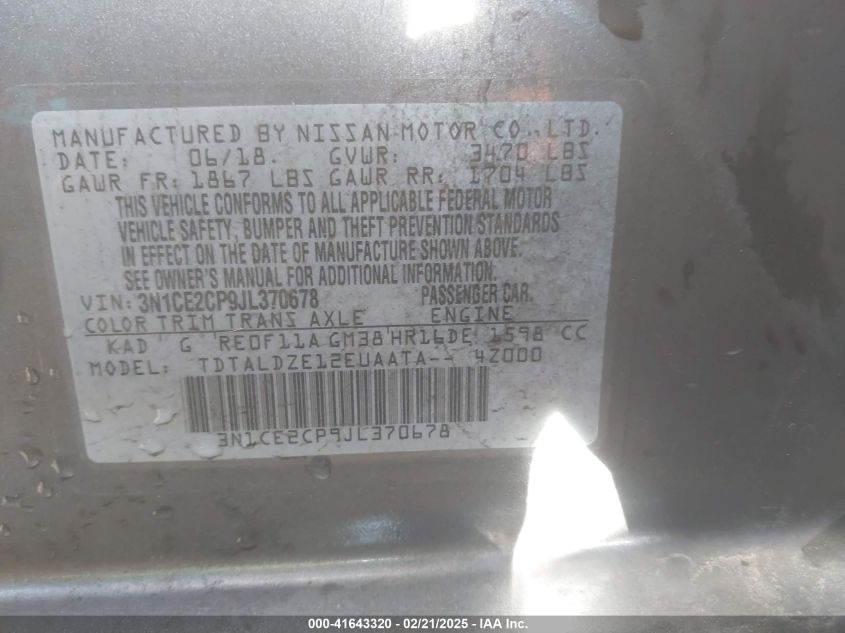 MANUFACTURED BY NISSAN MOTOR CO., LTD.
DATE: 06/18. GVWR: 3470 LBS
GAWR FR: 1867 LBS GAWR RR: 1704 LBS
THIS VEHICLE CONFORMS TO ALL APPLICABLE FEDERAL MOTOR
VEHICLE SAFETY, BUMPER AND THEFT PREVENTION STANDARDS
IN EFFECT ON THE DATE OF MANUFACTURE SHOWN ABOVE.
SEE OWNER'S MANUAL FOR ADDITIONAL INFORMATION.
VIN: 3N1CE2CP9JL370678 PASSENGER CAR.
COLOR TRIM TRANS AXLE ENGINE
KAD G RE0F11A GM38 HR16DE 1598 CC
MODEL: TDTALDZE12EUAATA-- 4Z000
3N1CE2CP9JL370678
000-41643320 - 02/21/2025 - IAA Inc.